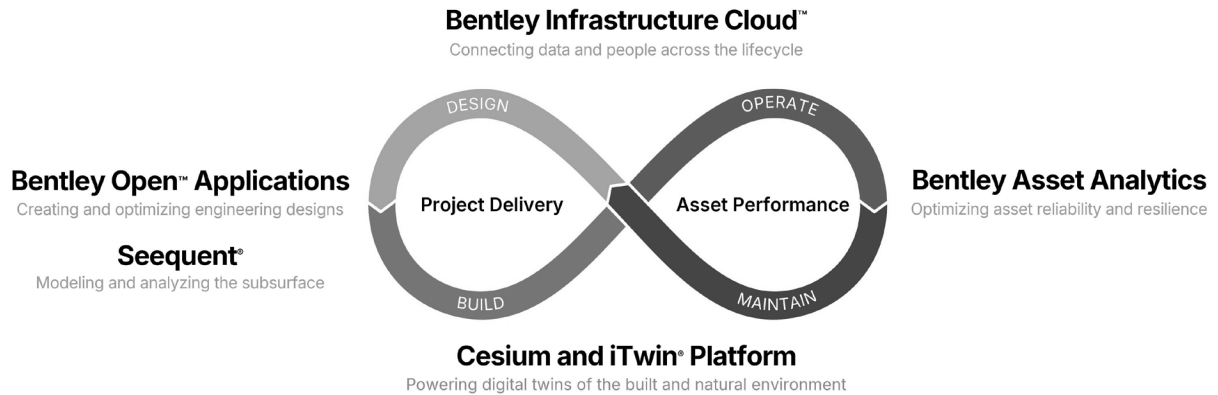 Bentley Infrastructure Cloud™
Connecting data and people across the lifecycle
DESIGN
OPERATE
Bentley Open™ Applications
Creating and optimizing engineering designs
Seequent®
Modeling and analyzing the subsurface
Project Delivery
Asset Performance
Bentley Asset Analytics
Optimizing asset reliability and resilience
BUILD
MAINTAIN
Cesium and iTwin® Platform
Powering digital twins of the built and natural environment